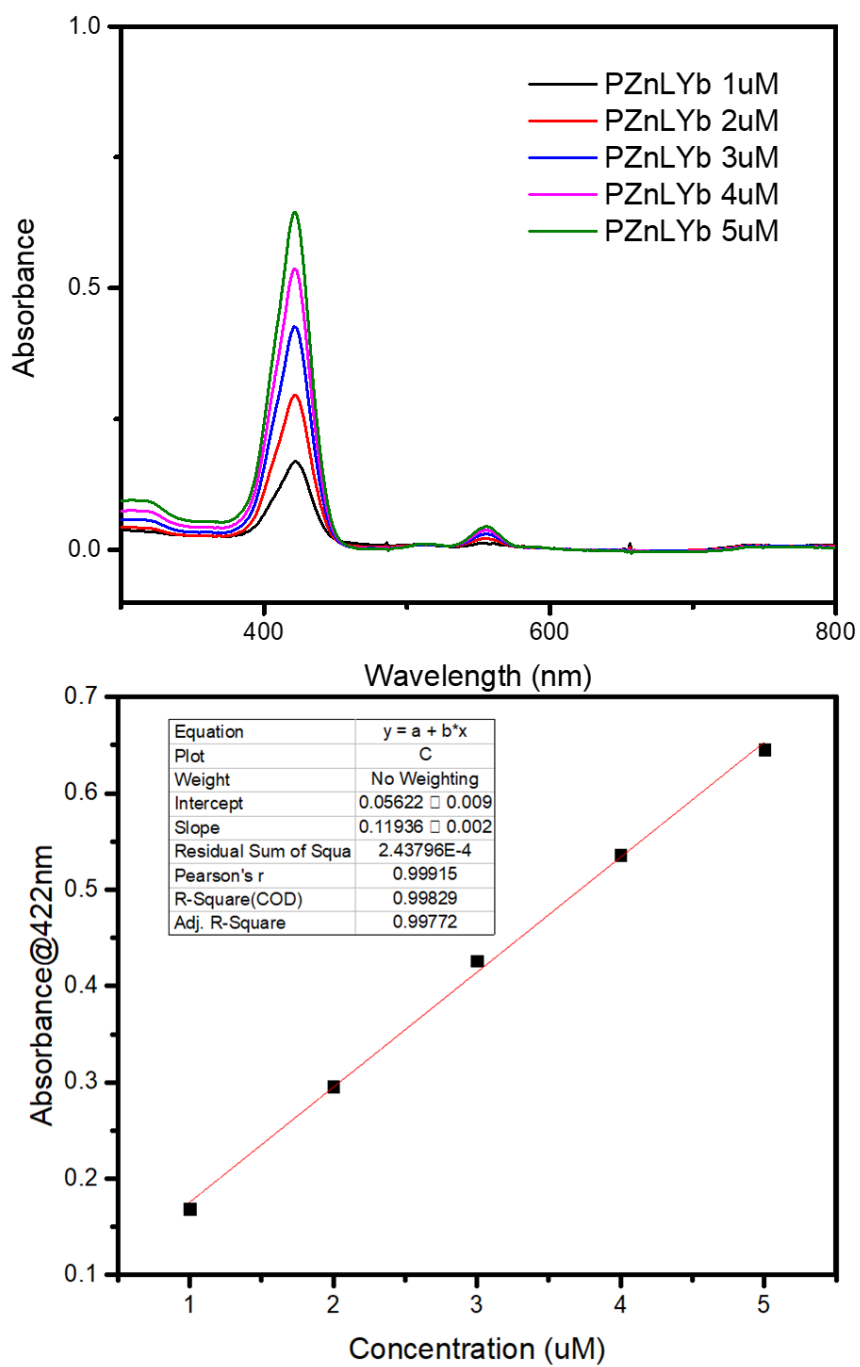 1.0
PZnLYb 1uM
PZnLYb 2uM
PZnLYb 3uM
PZnLYb 4uM
PZnLYb 5uM
Absorbance
0.5
0.0
400
600
800
Wavelength (nm)
0.7
Equation y = a + b*x
Plot C
Weight No Weighting
Intercept 0.05622 □ 0.009
Slope 0.11936 □ 0.002
Residual Sum of Squa 2.43796E-4
Pearson's r 0.99915
R-Square(COD) 0.99829
Adj. R-Square 0.99772
0.6
0.5
0.4
0.3
0.2
0.1
Absorbance@422nm
1
2
3
4
5
Concentration (uM)